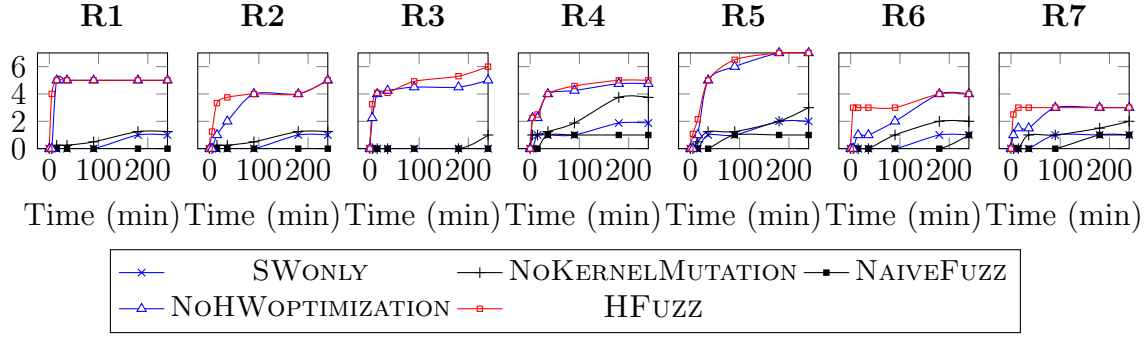 R1 R2 R3 R4 R5 R6 R7
6
4
2
0
0 100 200 0 100 200 0 100 200 0 100 200 0 100 200 0 100 200 0 100 200
Time (min) Time (min) Time (min) Time (min) Time (min) Time (min) Time (min)
SWONLY NOKERNELMUTATION NAIVEFUZZ
NOHWOPTIMIZATION HFUZZ